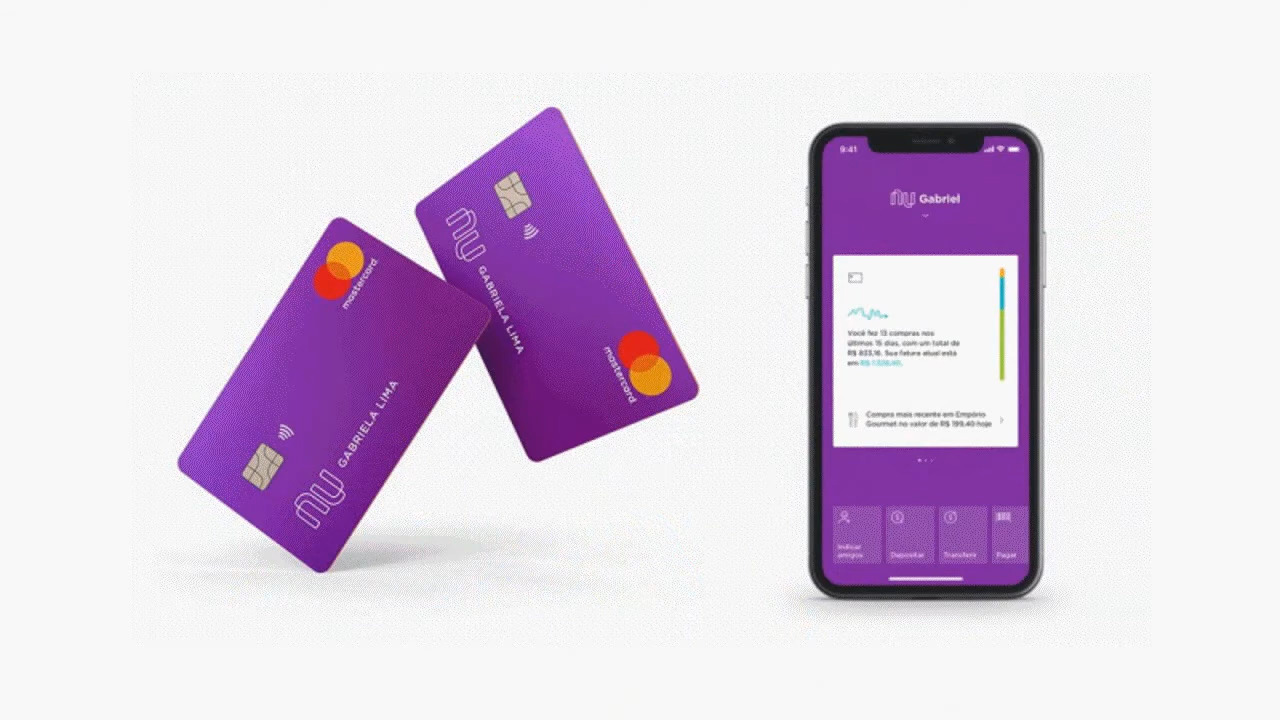 mastercard
GABRIELA LIMA
nu
nu
GABRIELA LIMA
mastercard
9:41
nu Gabriel
Você fez 13 compras nos
últimos 15 dias, com um total de
R$ 833,16. Sua fatura atual está
em
Compra mais recente em Empório
Gourmet no valor de R$ 199,40 hoje
Indicar
amigos
Depositar
Transferir
Pagar